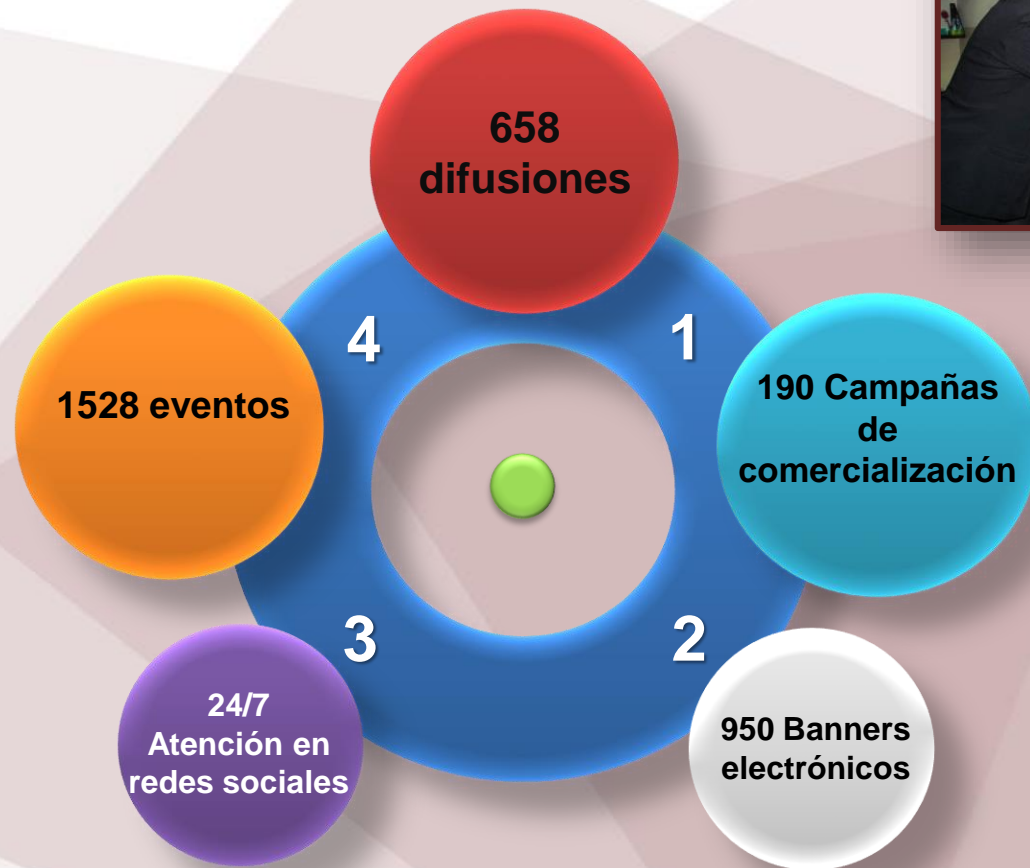 658
difusiones
4
1
1528 eventos
190 Campañas
de
comercialización
3
2
24/7
Atención en
redes sociales
950 Banners
electrónicos